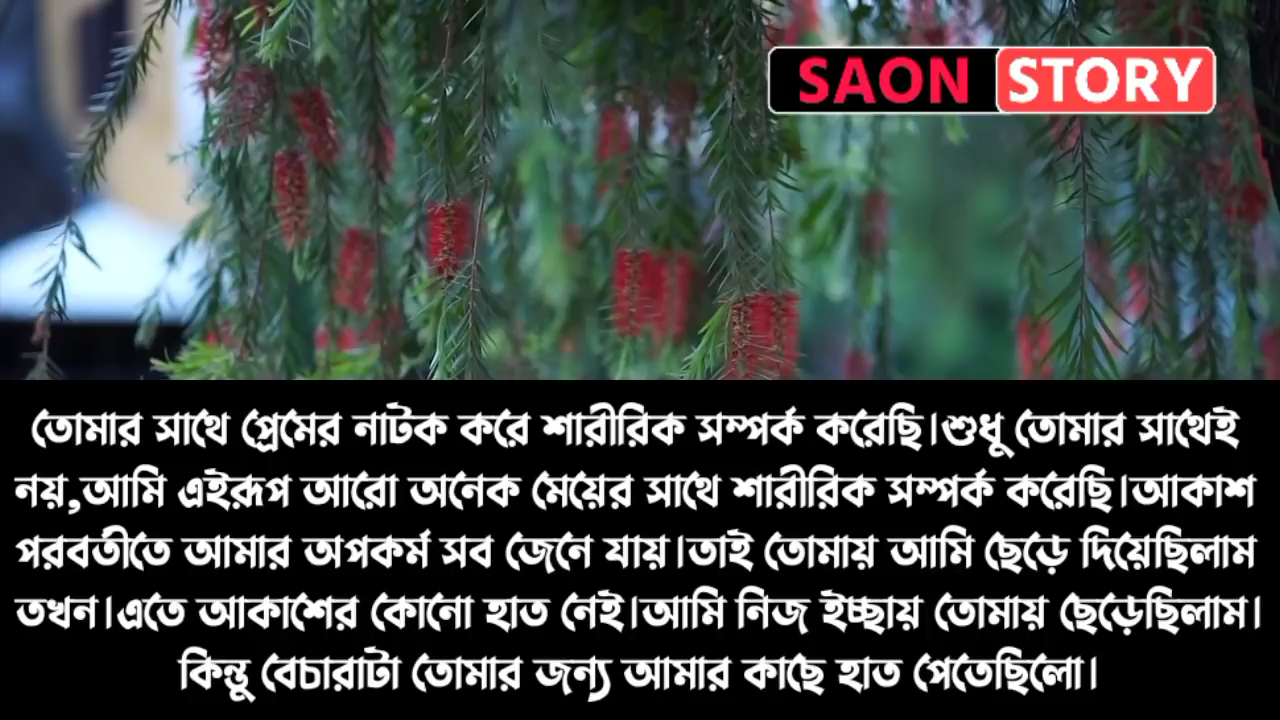 SAON STORY
তোমার সাথে প্রেমের নাটক করে শারীরিক সম্পর্ক করেছি।শুধু তোমার সাথেই
নয়,আমি এইরূপ আরো অনেক মেয়ের সাথে শারীরিক সম্পর্ক করেছি।আকাশ
পরবর্তীতে আমার অপকর্ম সব জেনে যায়।তাই তোমায় আমি ছেড়ে দিয়েছিলাম
তখন।এতে আকাশের কোনো হাত নেই।আমি নিজ ইচ্ছায় তোমায় ছেড়েছিলাম।
কিন্তু বেচারাটা তোমার জন্য আমার কাছে হাত পেতেছিলো।